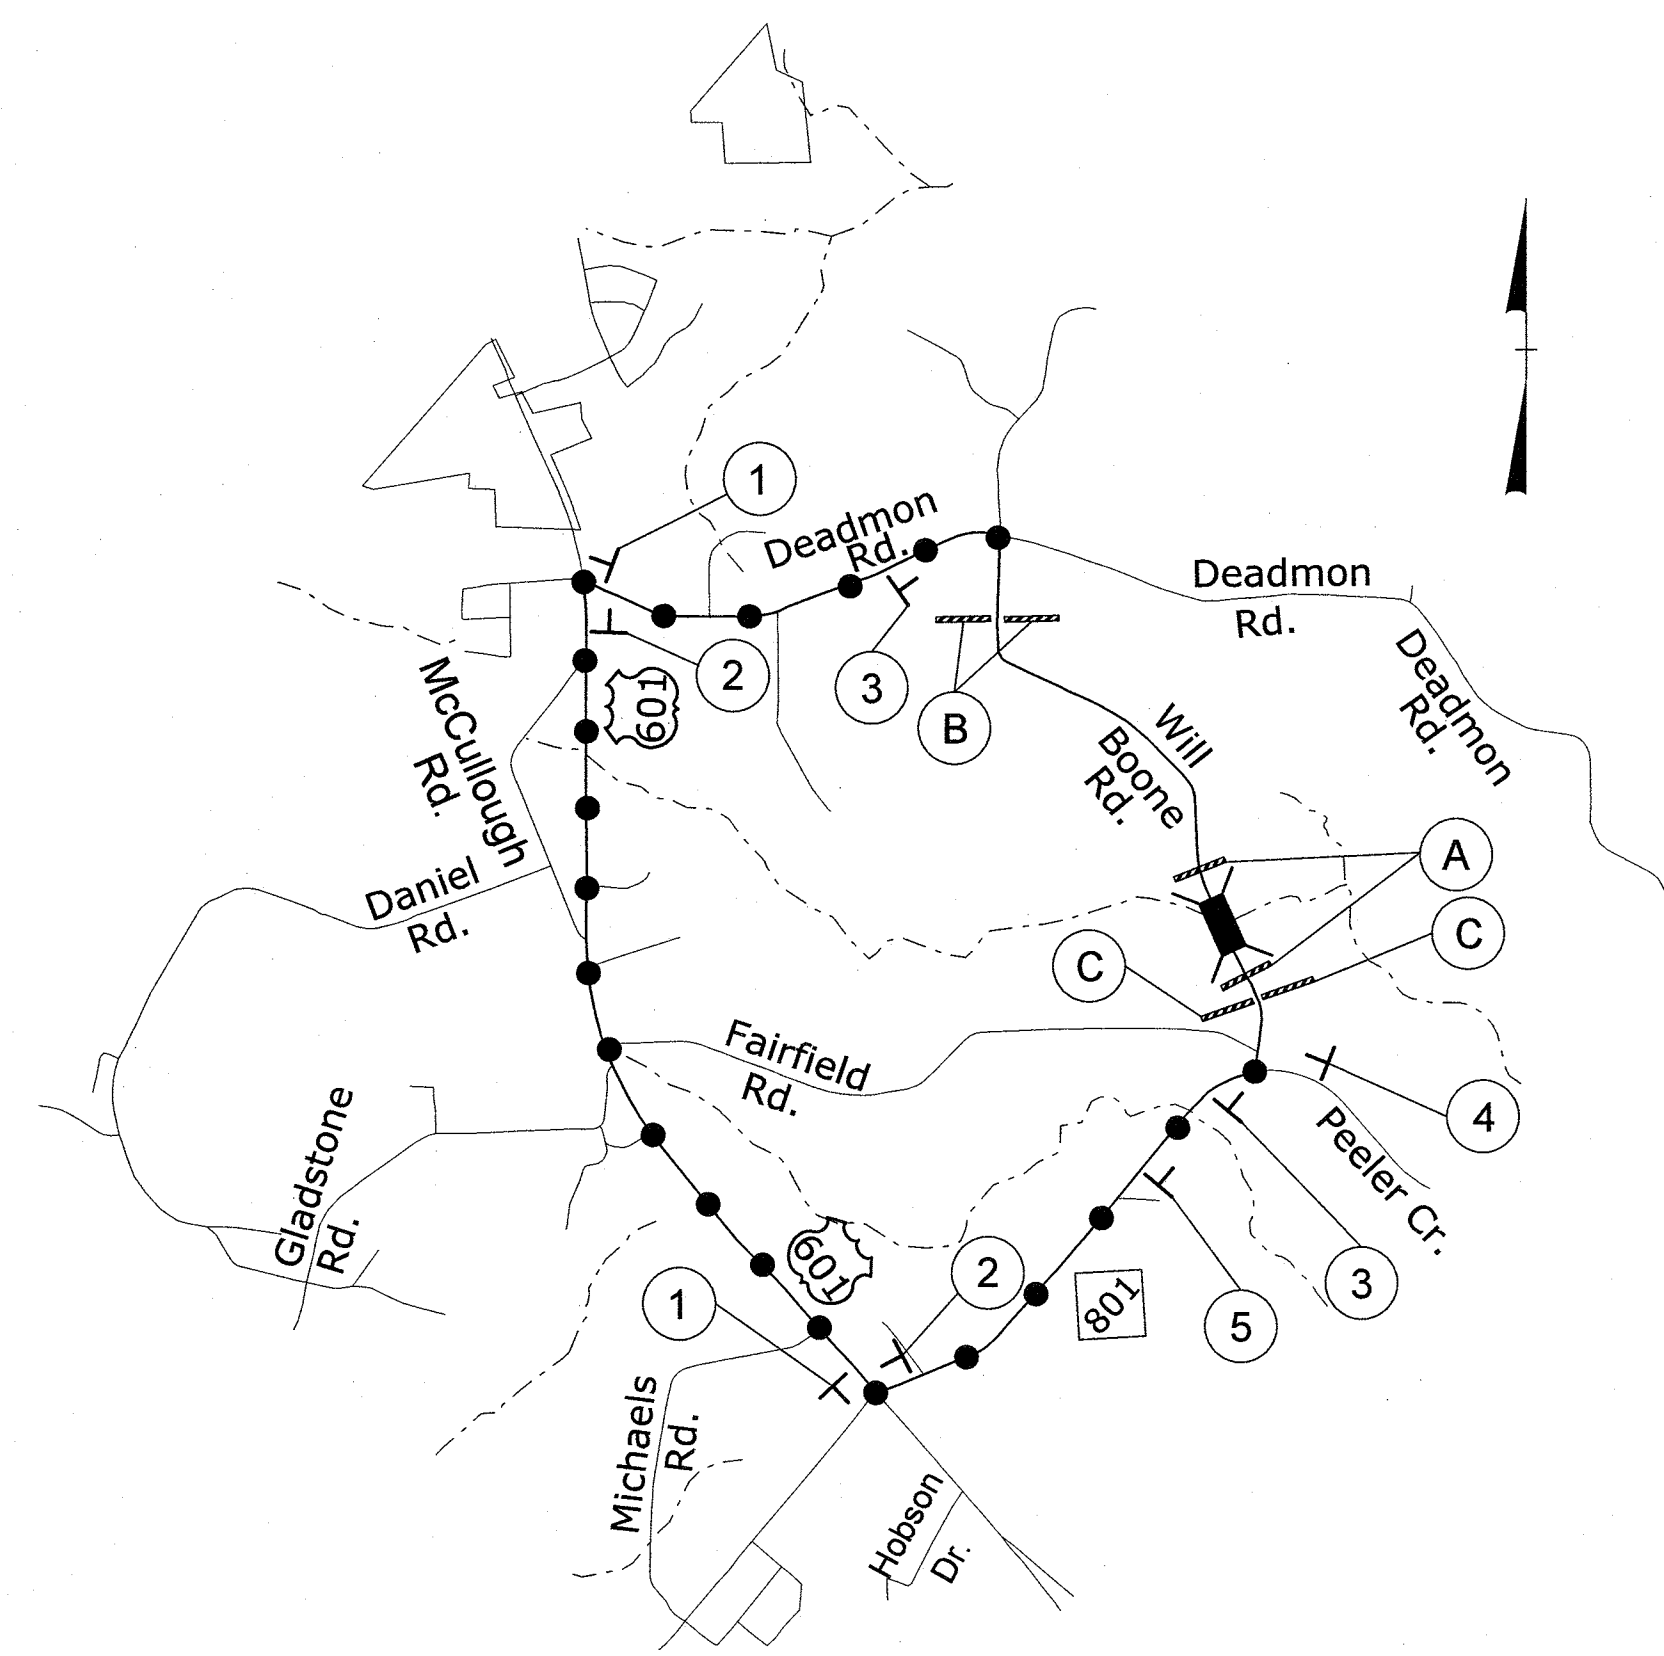 1
Deadmon
Rd.
Deadmon
Rd.
2
3
B
601
McCullough
Rd.
Will
Boone
Rd.
Deadmon
Rd.
A
Daniel
Rd.
C
C
Fairfield
Rd.
4
Peeler Cr.
Gladstone
Rd.
601
2
1
801
5
3
Michaels
Rd.
Hobson
Dr.